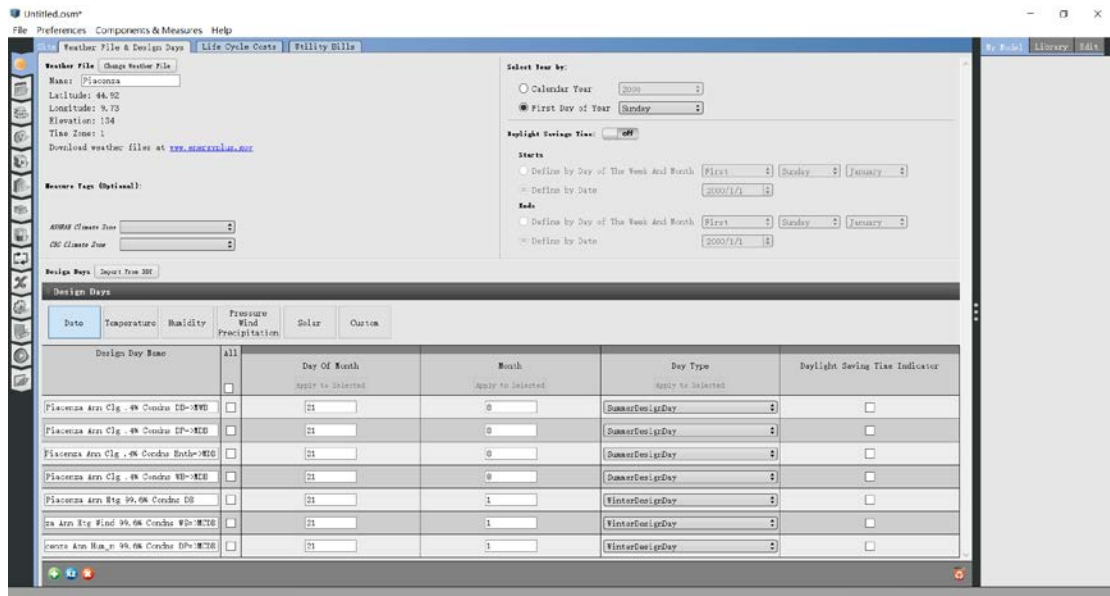 Untitled.osm*
File Preferences Components & Measures Help
Site Weather File & Design Days Life Cycle Costs Utility Bills
My Model Library Edit
Weather File Change Weather File
Name: Piacenza
Latitude: 44.92
Longitude: 9.73
Elevation: 134
Time Zone: 1
Download weather files at www.energyplus.gov
Measure Tags (Optional):
ASHRAE Climate Zone
CEC Climate Zone
Select Year by:
Calendar Year 2000
First Day of Year Sunday
Daylight Savings Time: off
Starts
Define by Day of The Week And Month First Sunday January
Define by Date 2000/1/1
Ends
Define by Day of The Week And Month First Sunday January
Define by Date 2000/1/1
Design Days Import From DDY
Design Days
Date Temperature Humidity Pressure Wind Precipitation Solar Custom
Design Day Name All Day Of Month Month Day Type Daylight Saving Time Indicator
Apply to Selected Apply to Selected Apply to Selected
Piacenza Ann Clg .4% Condns DB=>MWB 21 8 SummerDesignDay
Piacenza Ann Clg .4% Condns DP=>MDB 21 8 SummerDesignDay
Piacenza Ann Clg .4% Condns Enth=>MDB 21 8 SummerDesignDay
Piacenza Ann Clg .4% Condns WB=>MDB 21 8 SummerDesignDay
Piacenza Ann Htg 99.6% Condns DB 21 1 WinterDesignDay
za Ann Htg Wind 99.6% Condns WS=>MCDB 21 1 WinterDesignDay
cenza Ann Hum_n 99.6% Condns DP=>MCDB 21 1 WinterDesignDay